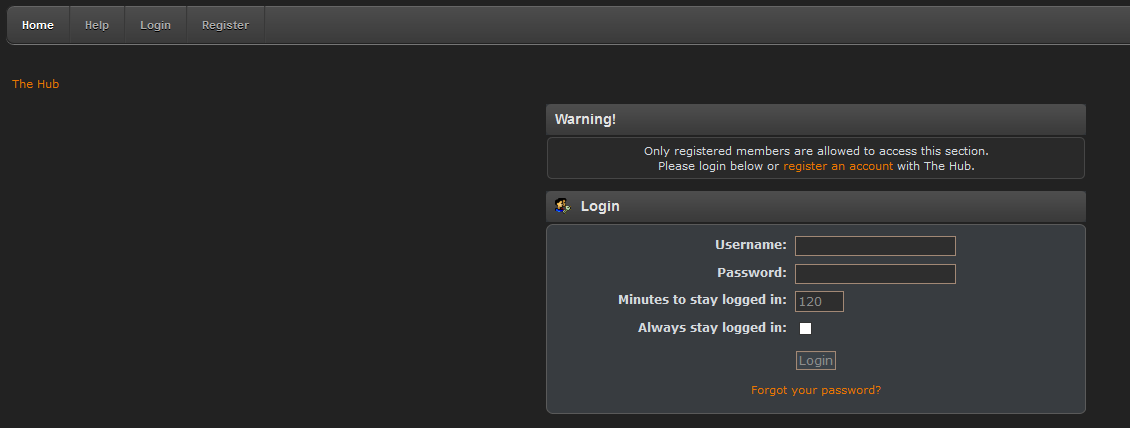 Home Help Login Register
The Hub
Warning!
Only registered members are allowed to access this section.
Please login below or register an account with The Hub.
Login
Username:
Password:
Minutes to stay logged in: 120
Always stay logged in:
Login
Forgot your password?